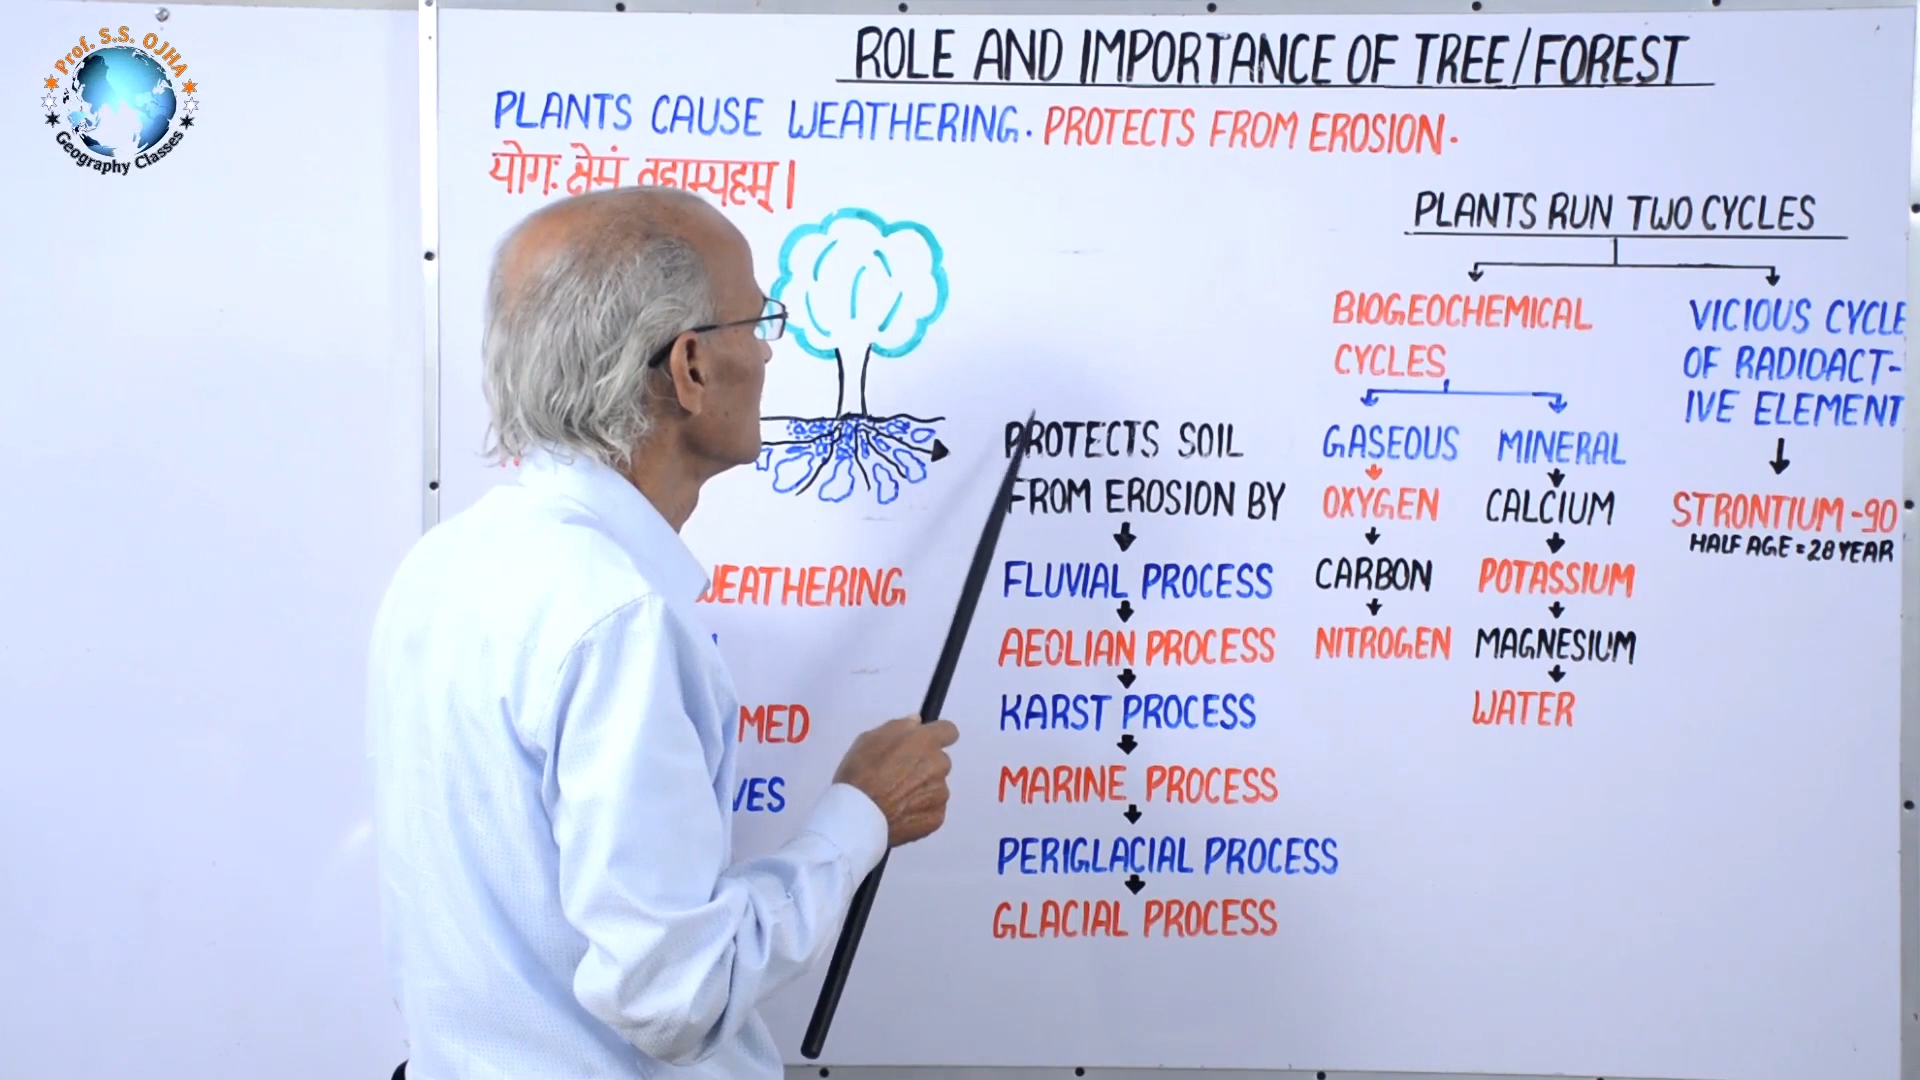 Prof. S.S. OJHA
Geography Classes
ROLE AND IMPORTANCE OF TREE/FOREST
PLANTS CAUSE WEATHERING. PROTECTS FROM EROSION.
योगः क्षेमं वहाम्यहम्।
PLANTS RUN TWO CYCLES
BIOGEOCHEMICAL
CYCLES
VICIOUS CYCLE
OF RADIOACT-
IVE ELEMENT
GASEOUS
OXYGEN
CARBON
NITROGEN
MINERAL
CALCIUM
POTASSIUM
MAGNESIUM
WATER
STRONTIUM-90
HALF AGE = 28 YEAR
PROTECTS SOIL
FROM EROSION BY
FLUVIAL PROCESS
AEOLIAN PROCESS
KARST PROCESS
MARINE PROCESS
PERIGLACIAL PROCESS
GLACIAL PROCESS
WEATHERING
MED
VES